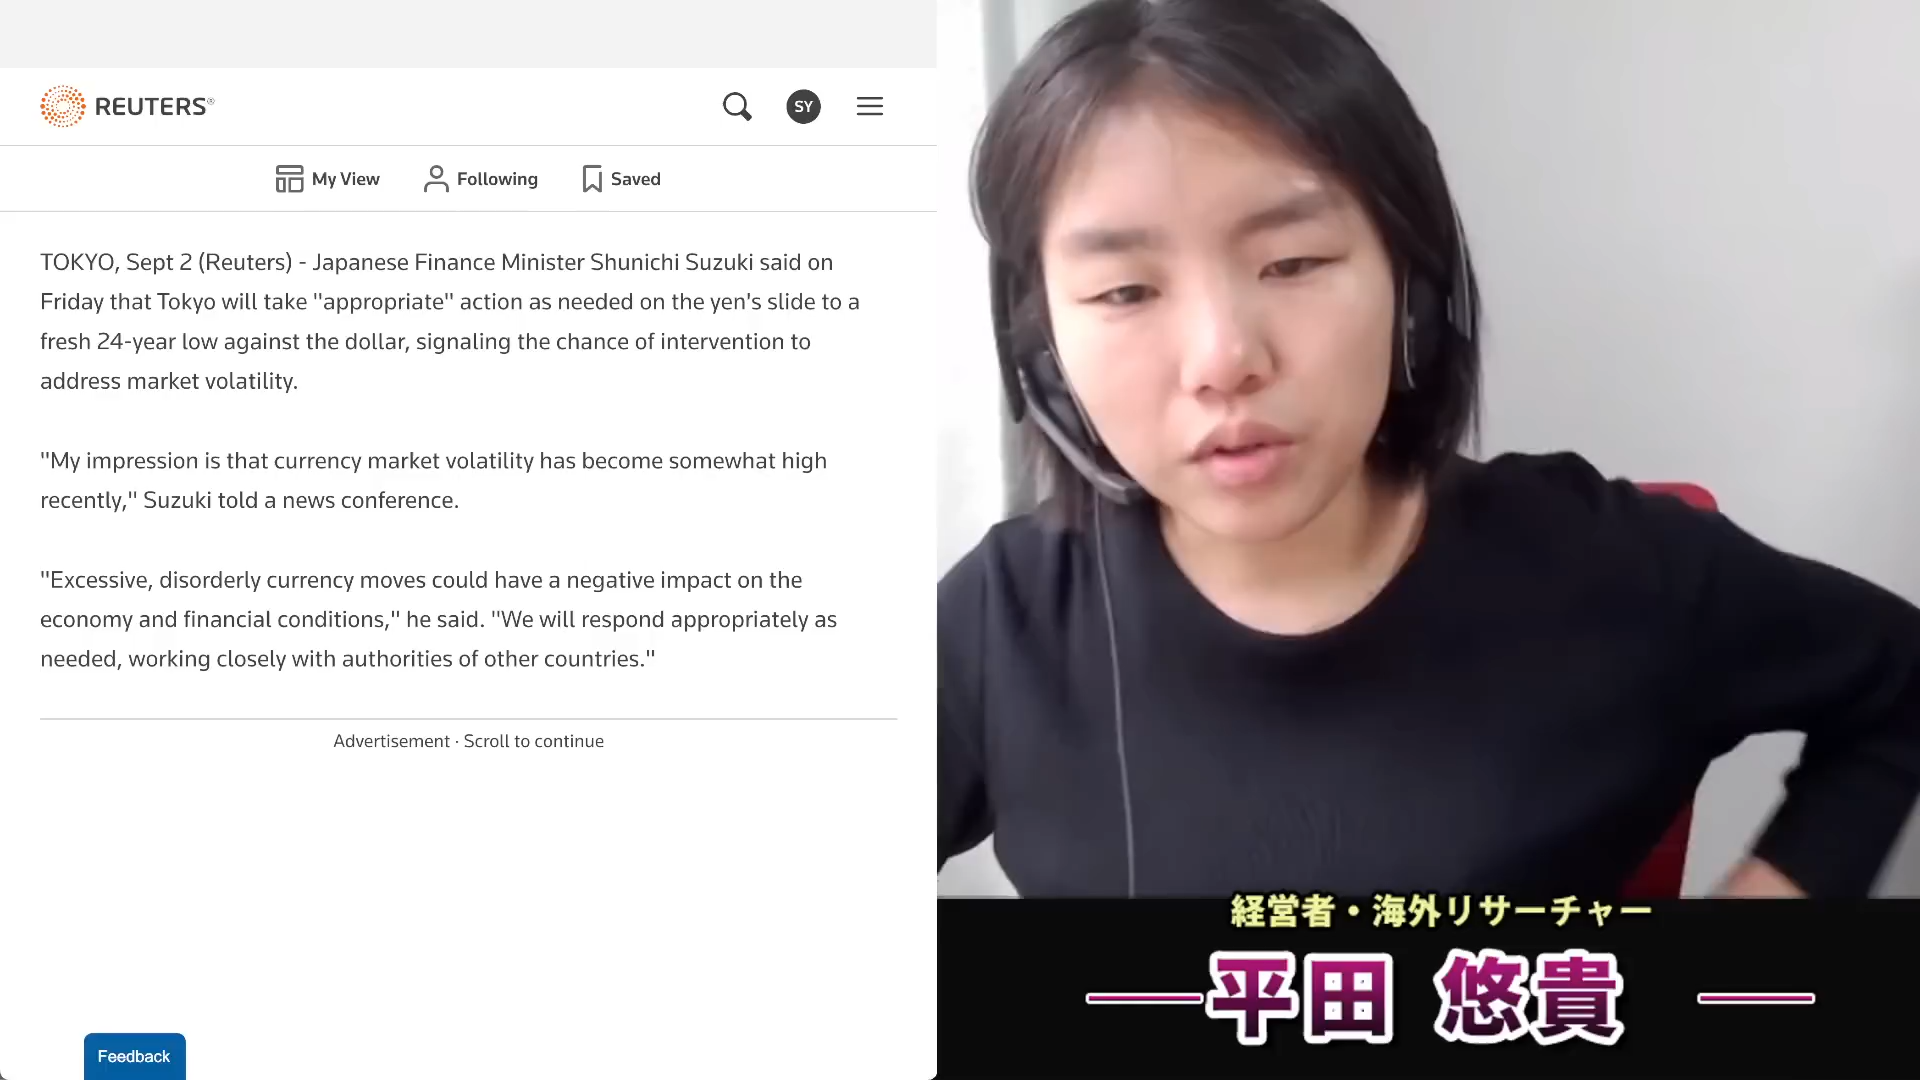 REUTERS®
SY
My View
Following
Saved
TOKYO, Sept 2 (Reuters) - Japanese Finance Minister Shunichi Suzuki said on
Friday that Tokyo will take "appropriate" action as needed on the yen's slide to a
fresh 24-year low against the dollar, signaling the chance of intervention to
address market volatility.
"My impression is that currency market volatility has become somewhat high
recently," Suzuki told a news conference.
"Excessive, disorderly currency moves could have a negative impact on the
economy and financial conditions," he said. "We will respond appropriately as
needed, working closely with authorities of other countries."
Advertisement · Scroll to continue
Feedback
経営者・海外リサーチャー
平田 悠貴